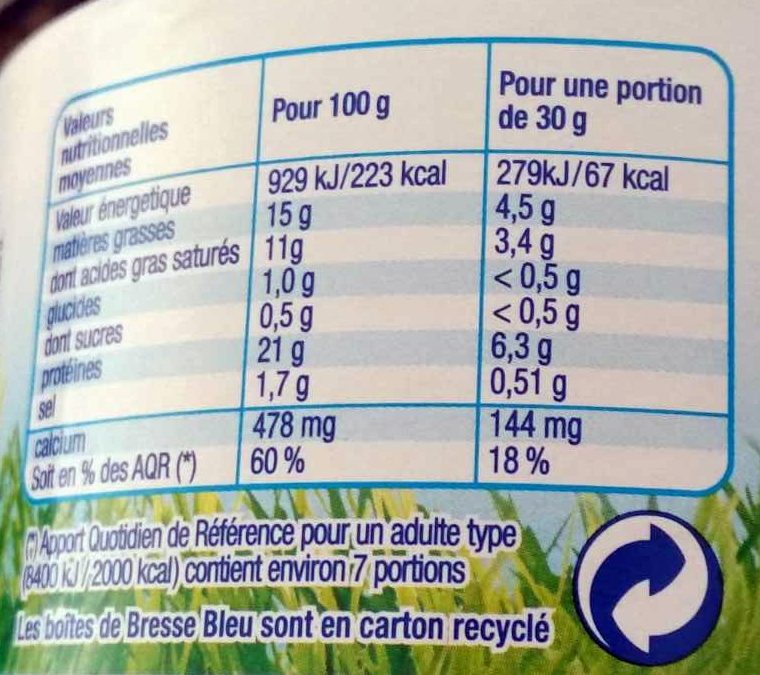 Valeurs
nutritionnelles
moyennes
Pour 100 g
Pour une portion
de 30 g
Valeur énergetique 929 kJ/223 kcal 279kJ/67 kcal
matières grasses 15 g 4,5 g
dont acides gras saturés 11g 3,4 g
glucides 1,0 g < 0,5 g
dont sucres 0,5 g < 0,5 g
protéines 21 g 6,3 g
sel 1,7 g 0,51 g
calcium 478 mg 144 mg
Soit en % des AQR (*) 60 % 18 %
(*) Apport Quotidien de Référence pour un adulte type
(8400 kJ / 2000 kcal) contient environ 7 portions
Les boîtes de Bresse Bleu sont en carton recyclé